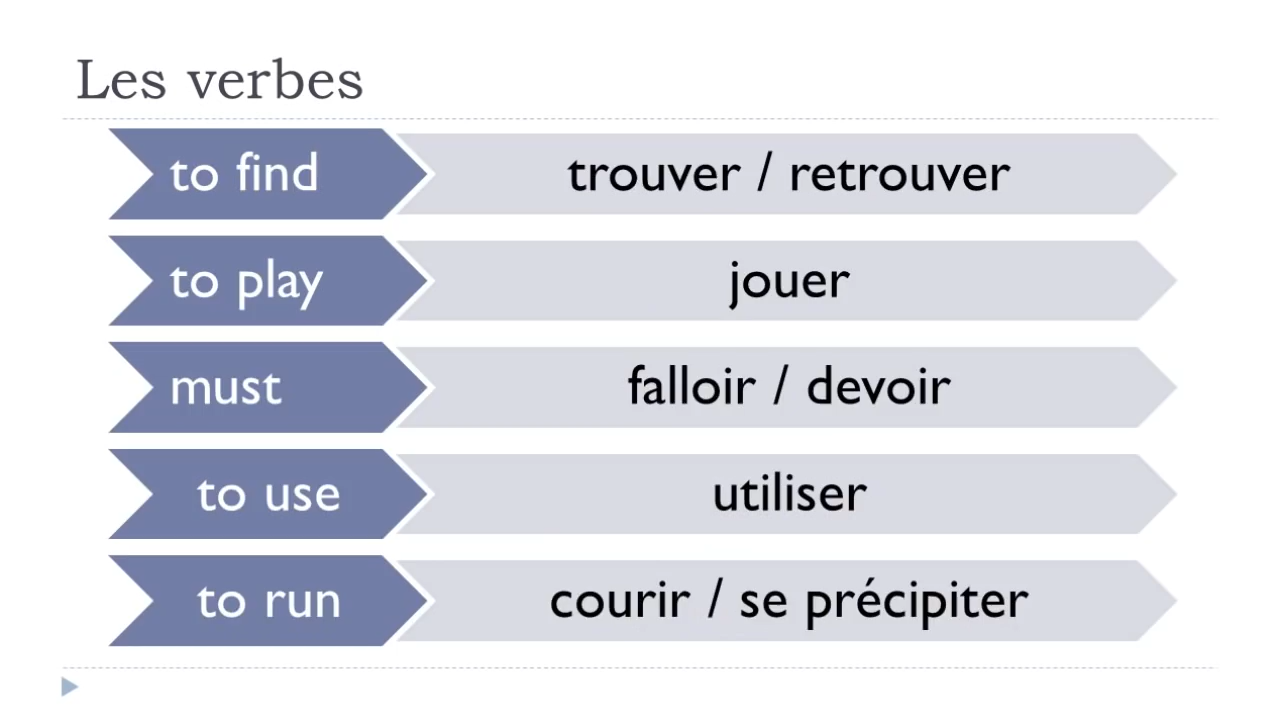 Les verbes
to find trouver / retrouver
to play jouer
must falloir / devoir
to use utiliser
to run courir / se précipiter